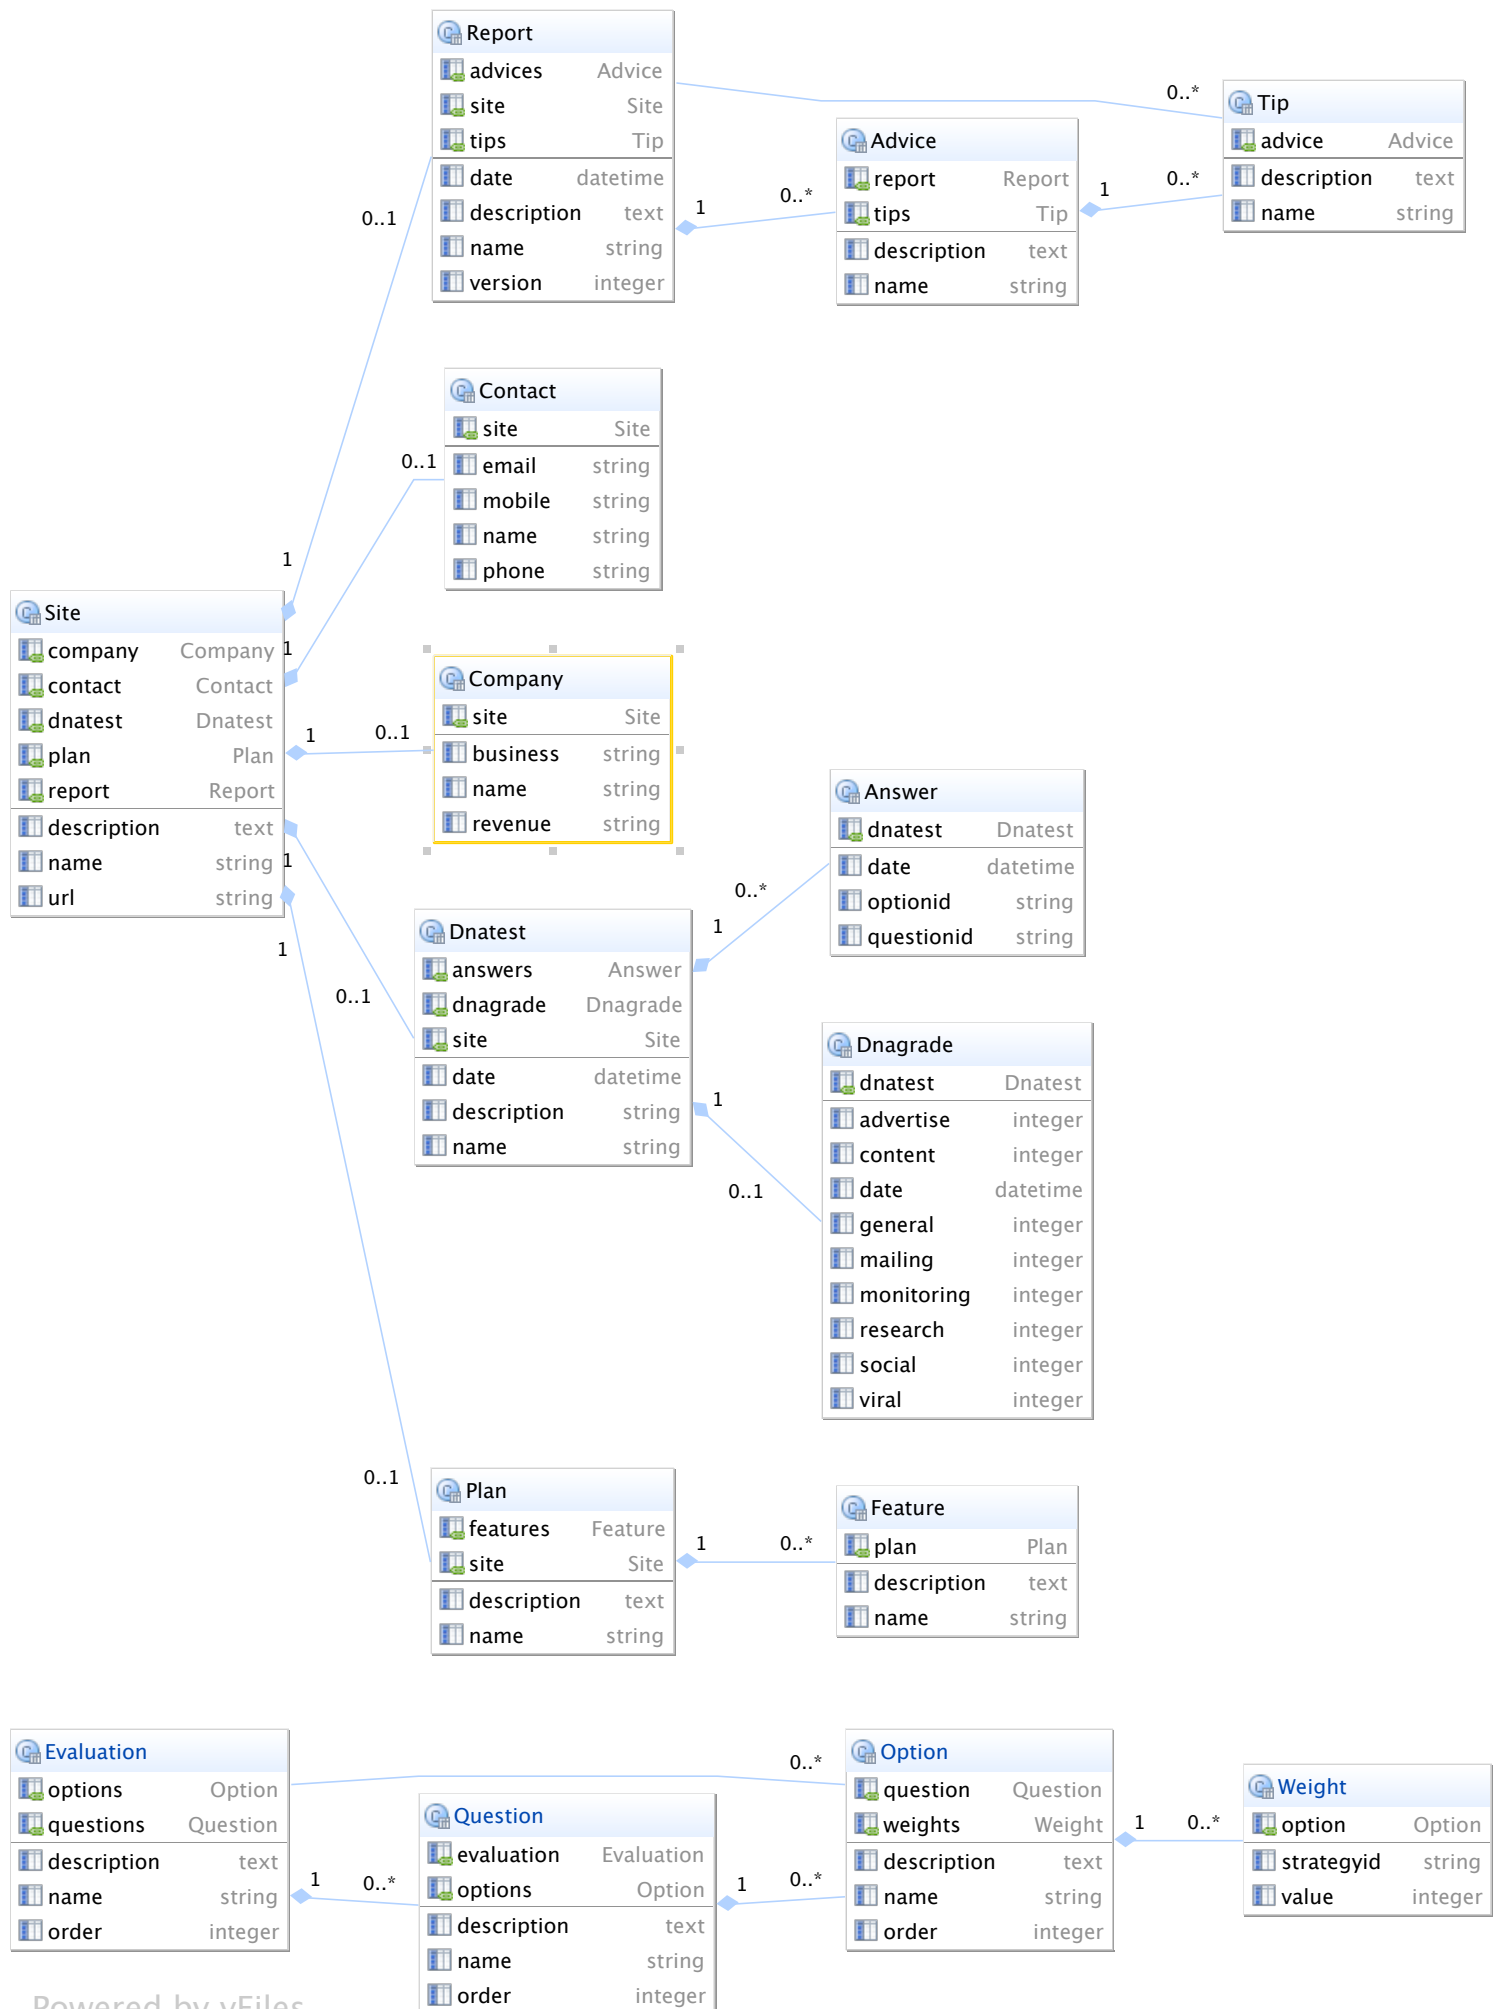 Report
advices Advice
site Site
tips Tip
date datetime
description text
name string
version integer
0..*
Tip
advice Advice
description text
name string
Advice
report Report
tips Tip
description text
name string
1
0..*
1
0..*
0..1
1
Contact
site Site
email string
mobile string
name string
phone string
0..1
1
Site
company Company
contact Contact
dnatest Dnatest
plan Plan
report Report
description text
name string
url string
1
0..1
Company
site Site
business string
name string
revenue string
1
0..1
1
0..1
Dnatest
answers Answer
dnagrade Dnagrade
site Site
date datetime
description string
name string
1
0..*
Answer
dnatest Dnatest
date datetime
optionid string
questionid string
1
0..1
Dnagrade
dnatest Dnatest
advertise integer
content integer
date datetime
general integer
mailing integer
monitoring integer
research integer
social integer
viral integer
Plan
features Feature
site Site
description text
name string
1
0..*
Feature
plan Plan
description text
name string
Evaluation
options Option
questions Question
description text
name string
order integer
0..*
1
0..*
Question
evaluation Evaluation
options Option
description text
name string
order integer
1
0..*
Option
question Question
weights Weight
description text
name string
order integer
1
0..*
Weight
option Option
strategyid string
value integer
Powered by yFiles